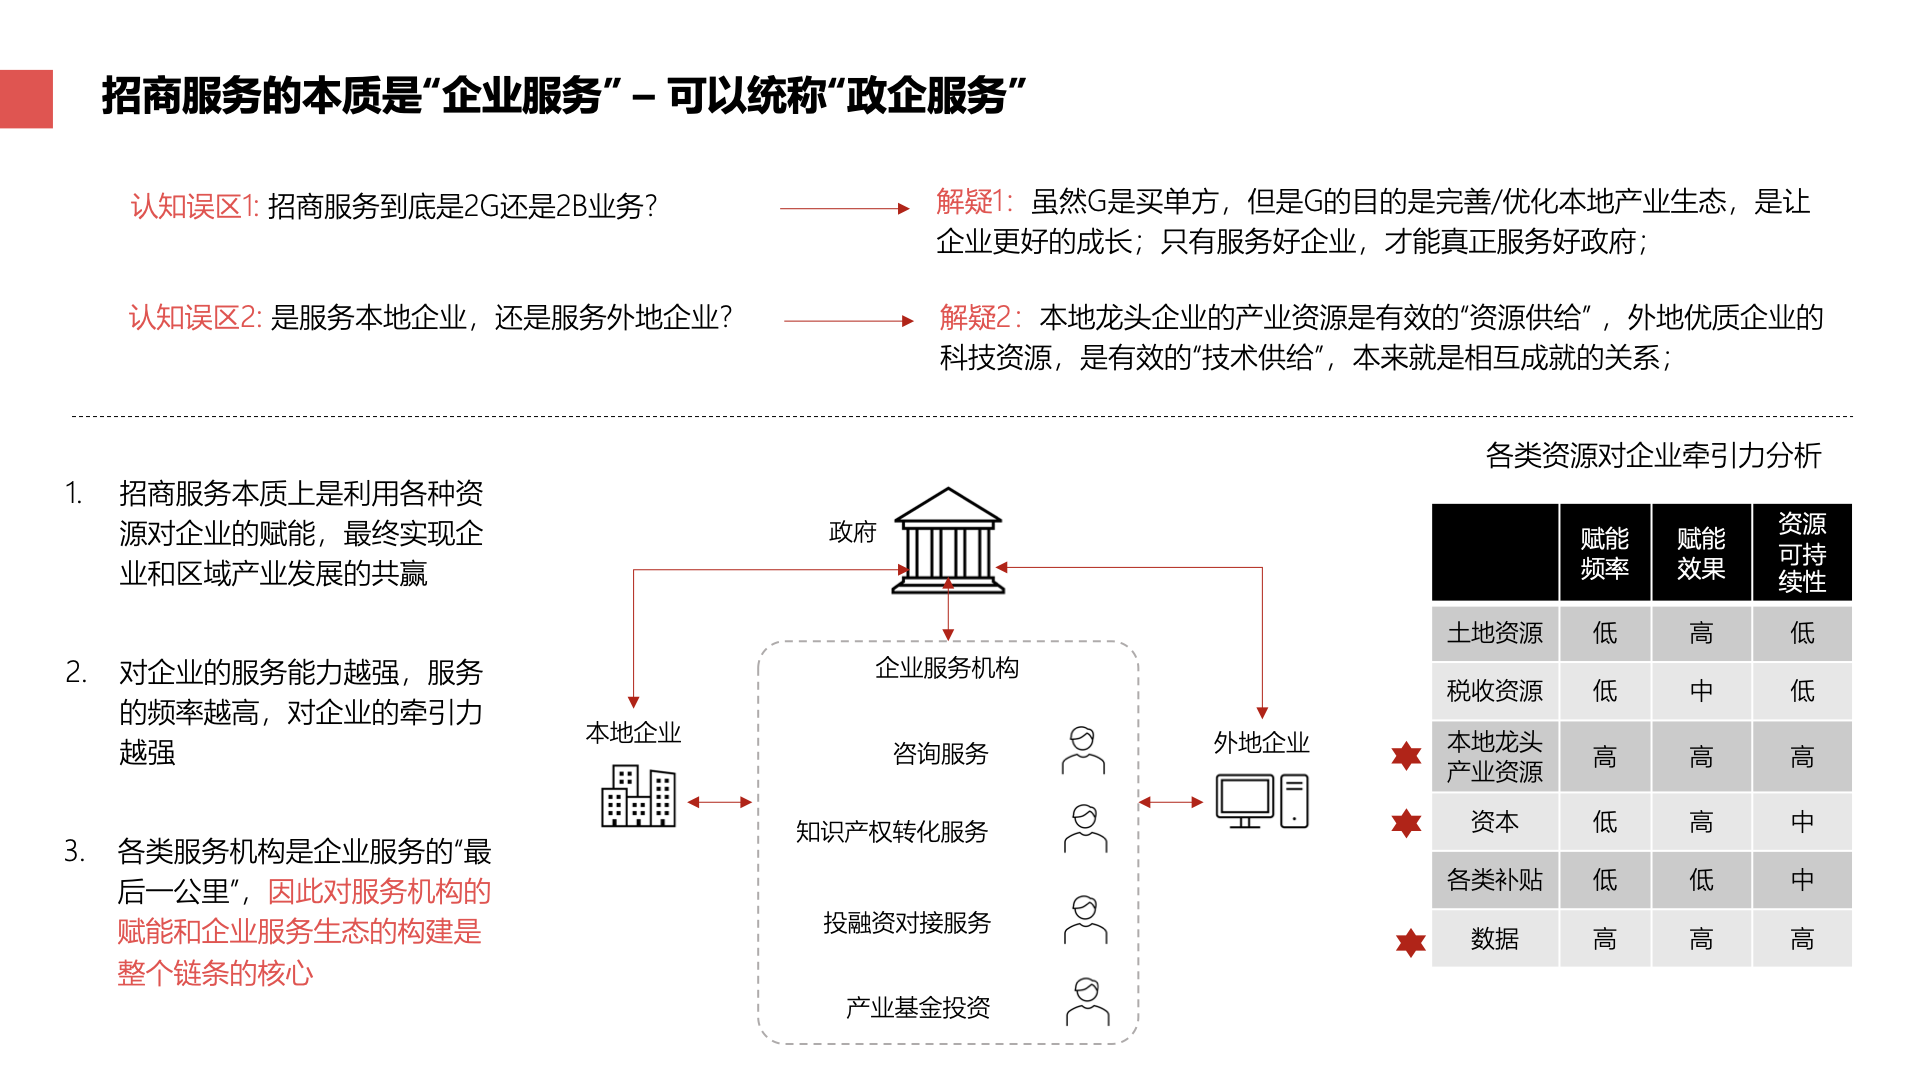 招商服务的本质是“企业服务” – 可以统称“政企服务”
认知误区1: 招商服务到底是2G还是2B业务？
解疑1：虽然G是买单方，但是G的目的是完善/优化本地产业生态，是让
企业更好的成长；只有服务好企业，才能真正服务好政府；
认知误区2: 是服务本地企业，还是服务外地企业？
解疑2：本地龙头企业的产业资源是有效的“资源供给” ，外地优质企业的
科技资源，是有效的“技术供给”，本来就是相互成就的关系；
1. 招商服务本质上是利用各种资
源对企业的赋能，最终实现企
业和区域产业发展的共赢
2. 对企业的服务能力越强，服务
的频率越高，对企业的牵引力
越强
3. 各类服务机构是企业服务的“最
后一公里”，因此对服务机构的
赋能和企业服务生态的构建是
整个链条的核心
政府
企业服务机构
本地企业
外地企业
咨询服务
知识产权转化服务
投融资对接服务
产业基金投资
各类资源对企业牵引力分析
赋能
频率
赋能
效果
资源
可持
续性
土地资源 低 高 低
税收资源 低 中 低
本地龙头
产业资源 高 高 高
资本 低 高 中
各类补贴 低 低 中
数据 高 高 高